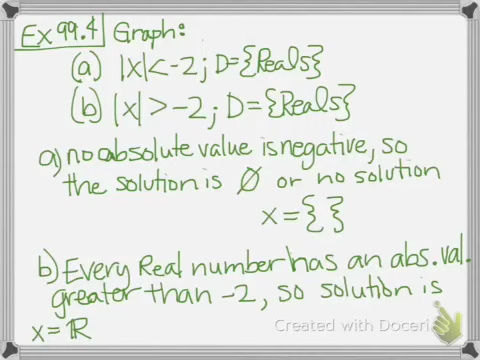 Ex 99.4 Graph:
(a) |x| < -2; D = {Reals}
(b) |x| > -2; D = {Reals}
a) no absolute value is negative, so
the solution is ∅ or no solution
x = { }
b) Every Real number has an abs. val.
greater than -2, so solution is
x = ℝ
Created with Doceri